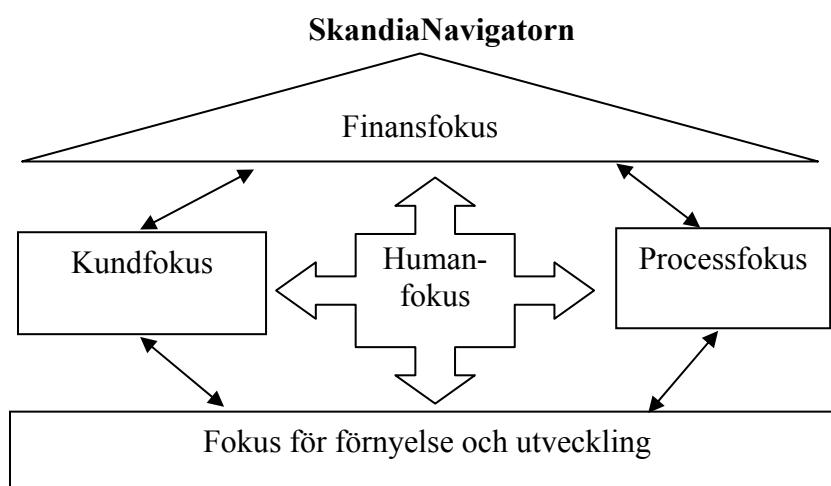 SkandiaNavigatorn
Finansfokus
Kundfokus
Human-
fokus
Processfokus
Fokus för förnyelse och utveckling